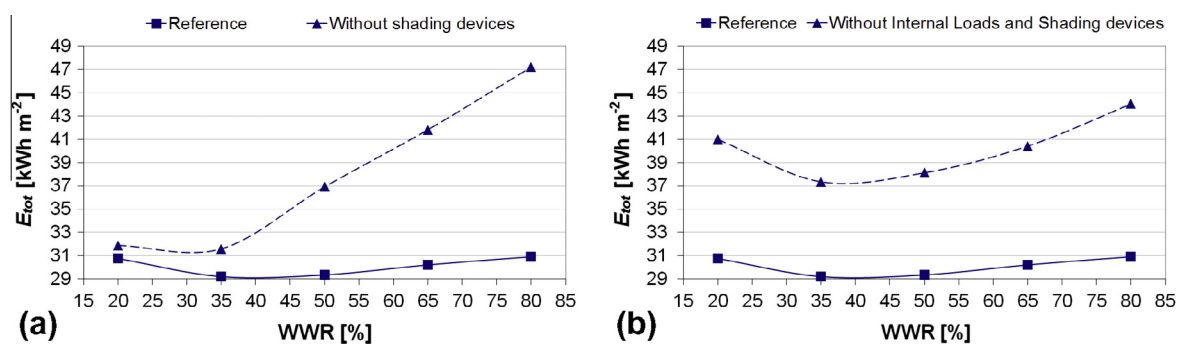 Reference Without shading devices
49
47
45
43
41
39
37
35
33
31
29
E_tot [kWh m⁻²]
15 20 25 30 35 40 45 50 55 60 65 70 75 80 85
WWR [%]
(a)
Reference Without Internal Loads and Shading devices
49
47
45
43
41
39
37
35
33
31
29
E_tot [kWh m⁻²]
15 20 25 30 35 40 45 50 55 60 65 70 75 80 85
WWR [%]
(b)